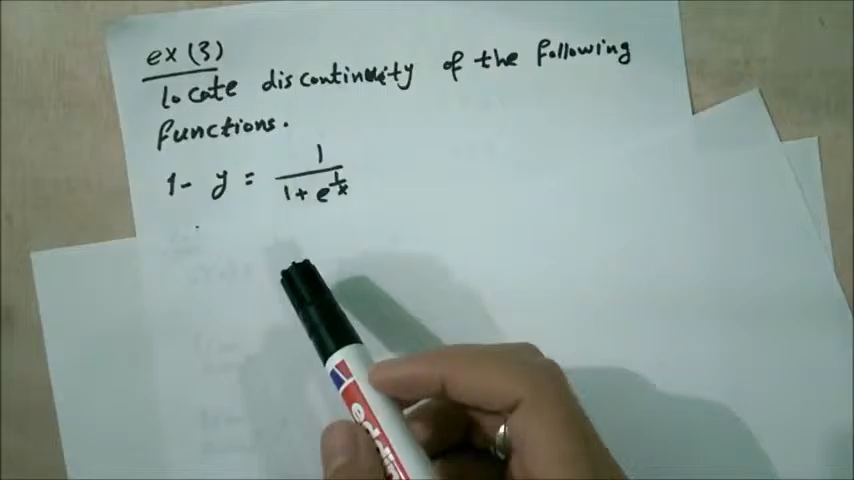 ex (3)
locate discontinuity of the following
functions.
1- y = 1 / (1 + e^(1/x))